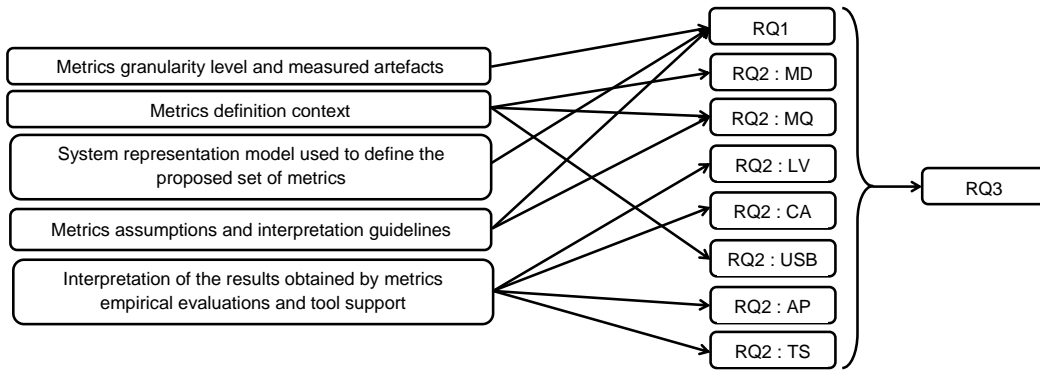 Metrics granularity level and measured artefacts
Metrics definition context
System representation model used to define the
proposed set of metrics
Metrics assumptions and interpretation guidelines
Interpretation of the results obtained by metrics
empirical evaluations and tool support
RQ1
RQ2 : MD
RQ2 : MQ
RQ2 : LV
RQ2 : CA
RQ2 : USB
RQ2 : AP
RQ2 : TS
RQ3